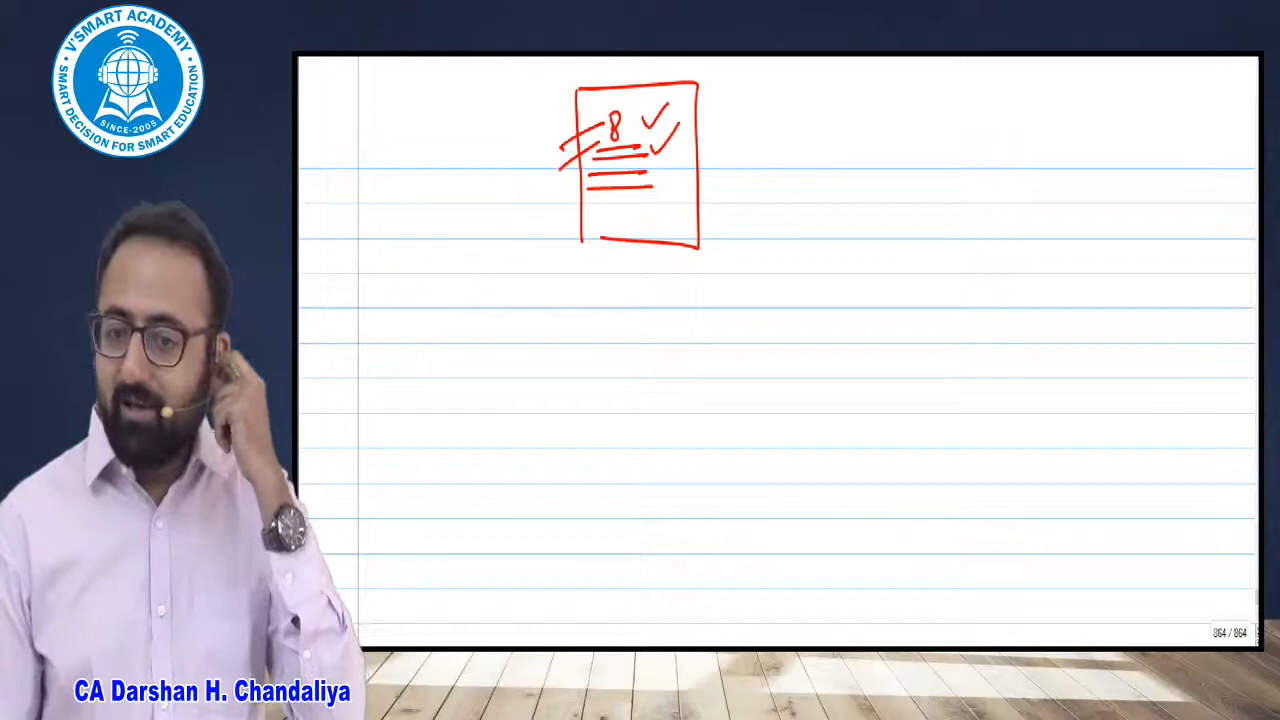 V'SMART ACADEMY
SINCE-2005
SMART DECISION FOR SMART EDUCATION
8
864 / 864
CA Darshan H. Chandaliya